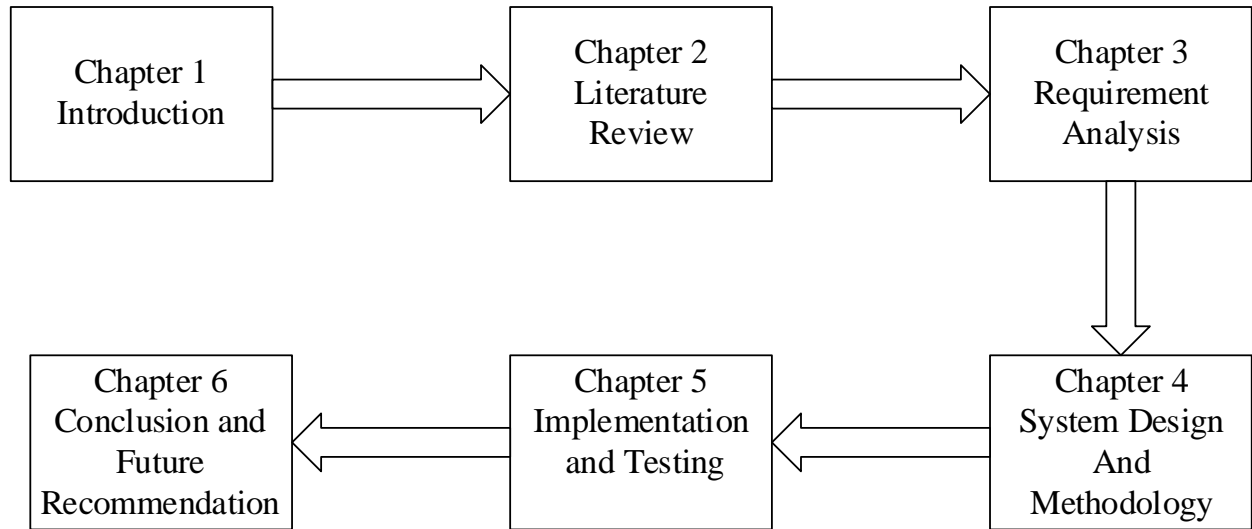 Chapter 1
Introduction
Chapter 2
Literature
Review
Chapter 3
Requirement
Analysis
Chapter 4
System Design
And
Methodology
Chapter 5
Implementation
and Testing
Chapter 6
Conclusion and
Future
Recommendation